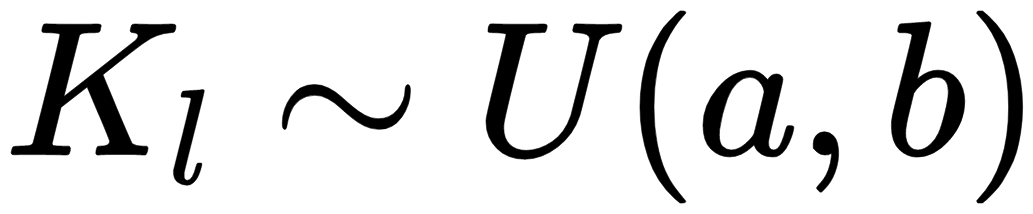 K_l ∼ U(a, b)